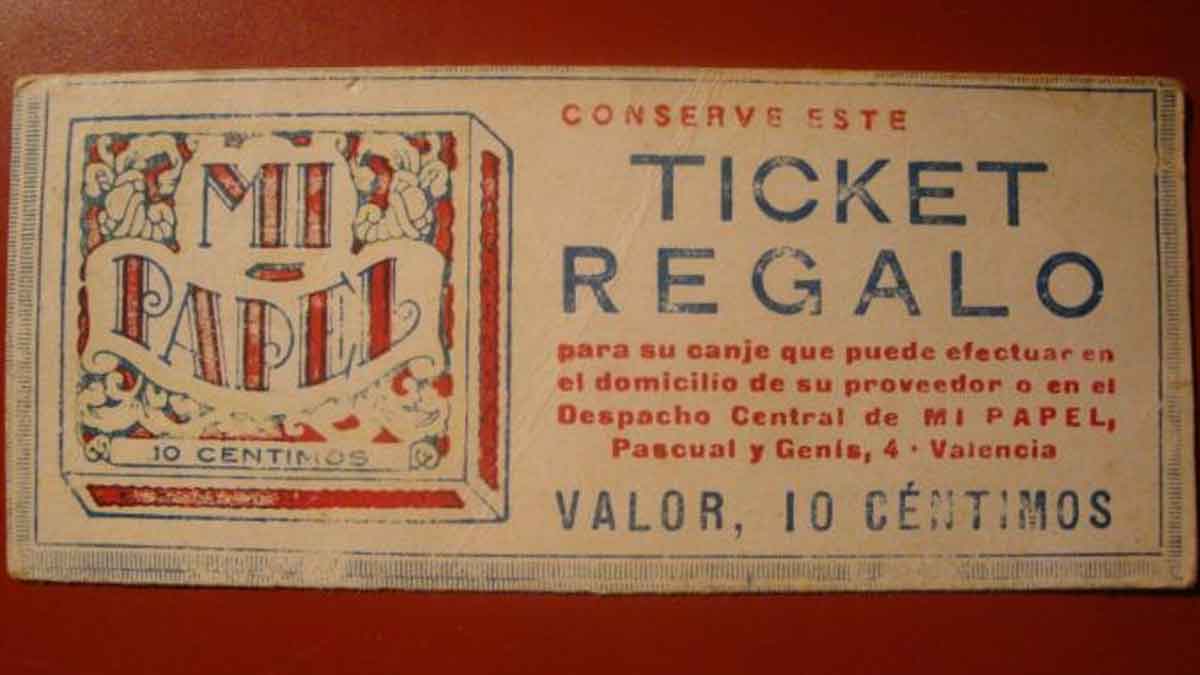 MI
PAPEL
10 CENTIMOS
CONSERVE ESTE
TICKET
REGALO
para su canje que puede efectuar en
el domicilio de su proveedor o en el
Despacho Central de MI PAPEL,
Pascual y Genís, 4 · Valencia
VALOR, 10 CÉNTIMOS